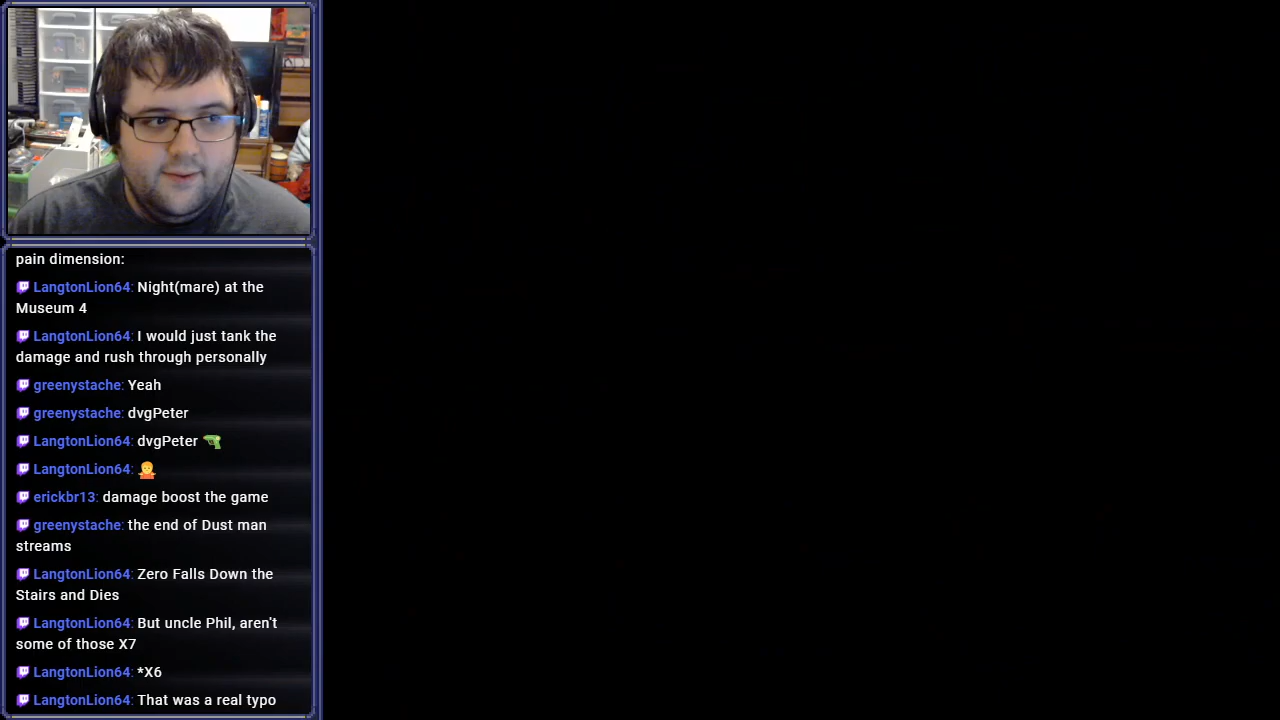 pain dimension:
LangtonLion64: Night(mare) at the
Museum 4
LangtonLion64: I would just tank the
damage and rush through personally
greenystache: Yeah
greenystache: dvgPeter
LangtonLion64: dvgPeter 🔫
LangtonLion64: 🙎
erickbr13: damage boost the game
greenystache: the end of Dust man
streams
LangtonLion64: Zero Falls Down the
Stairs and Dies
LangtonLion64: But uncle Phil, aren't
some of those X7
LangtonLion64: *X6
LangtonLion64: That was a real typo